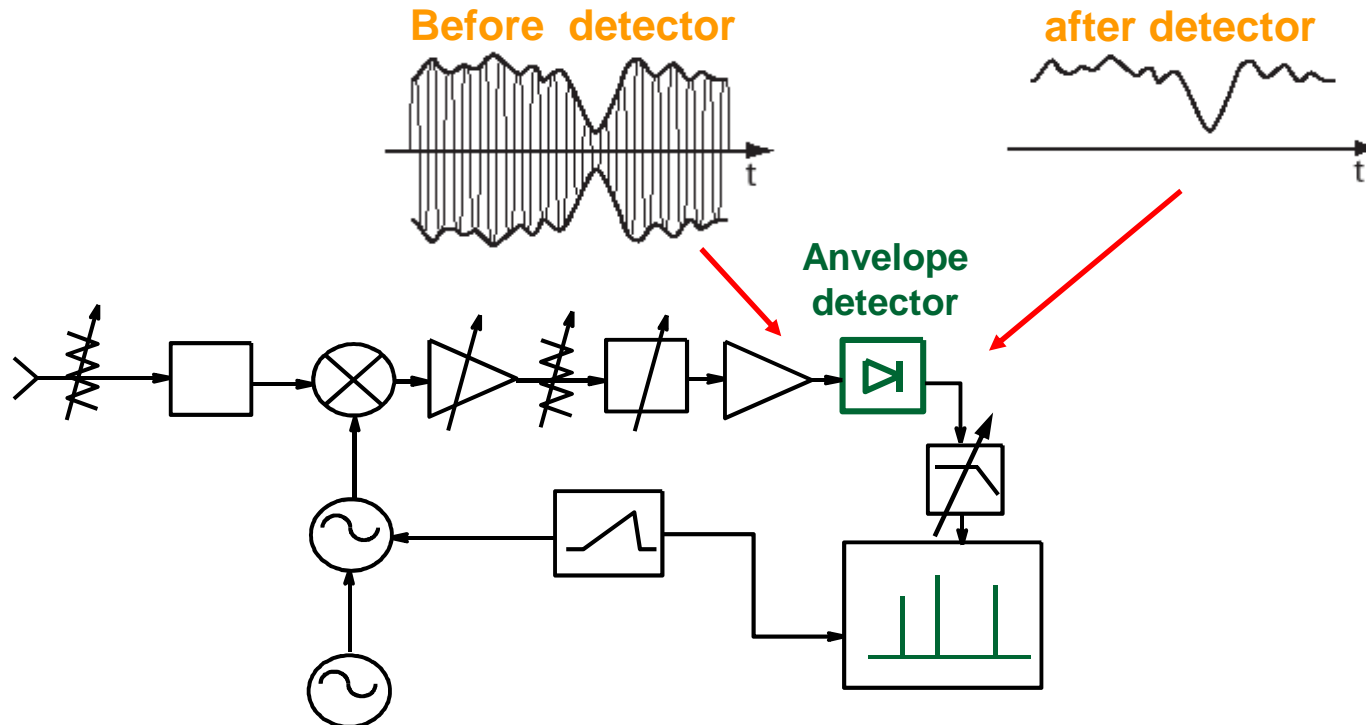 Before detector
after detector
t
t
Anvelope
detector